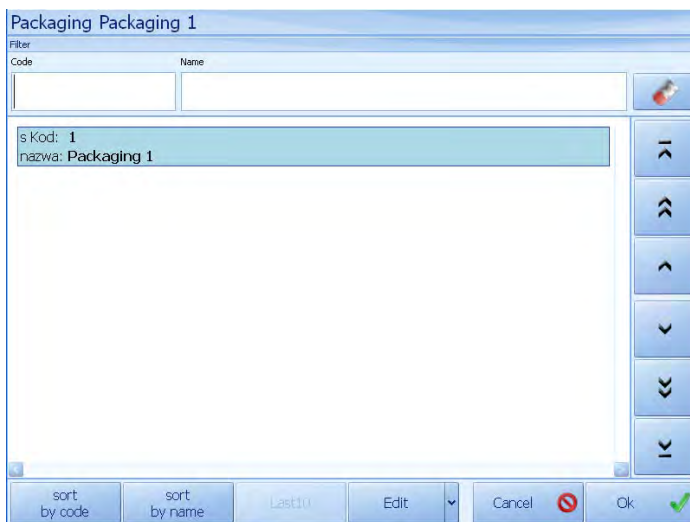 Packaging Packaging 1
Filter
Code Name
s Kod: 1
nazwa: Packaging 1
sort by code sort by name Last10 Edit Cancel Ok